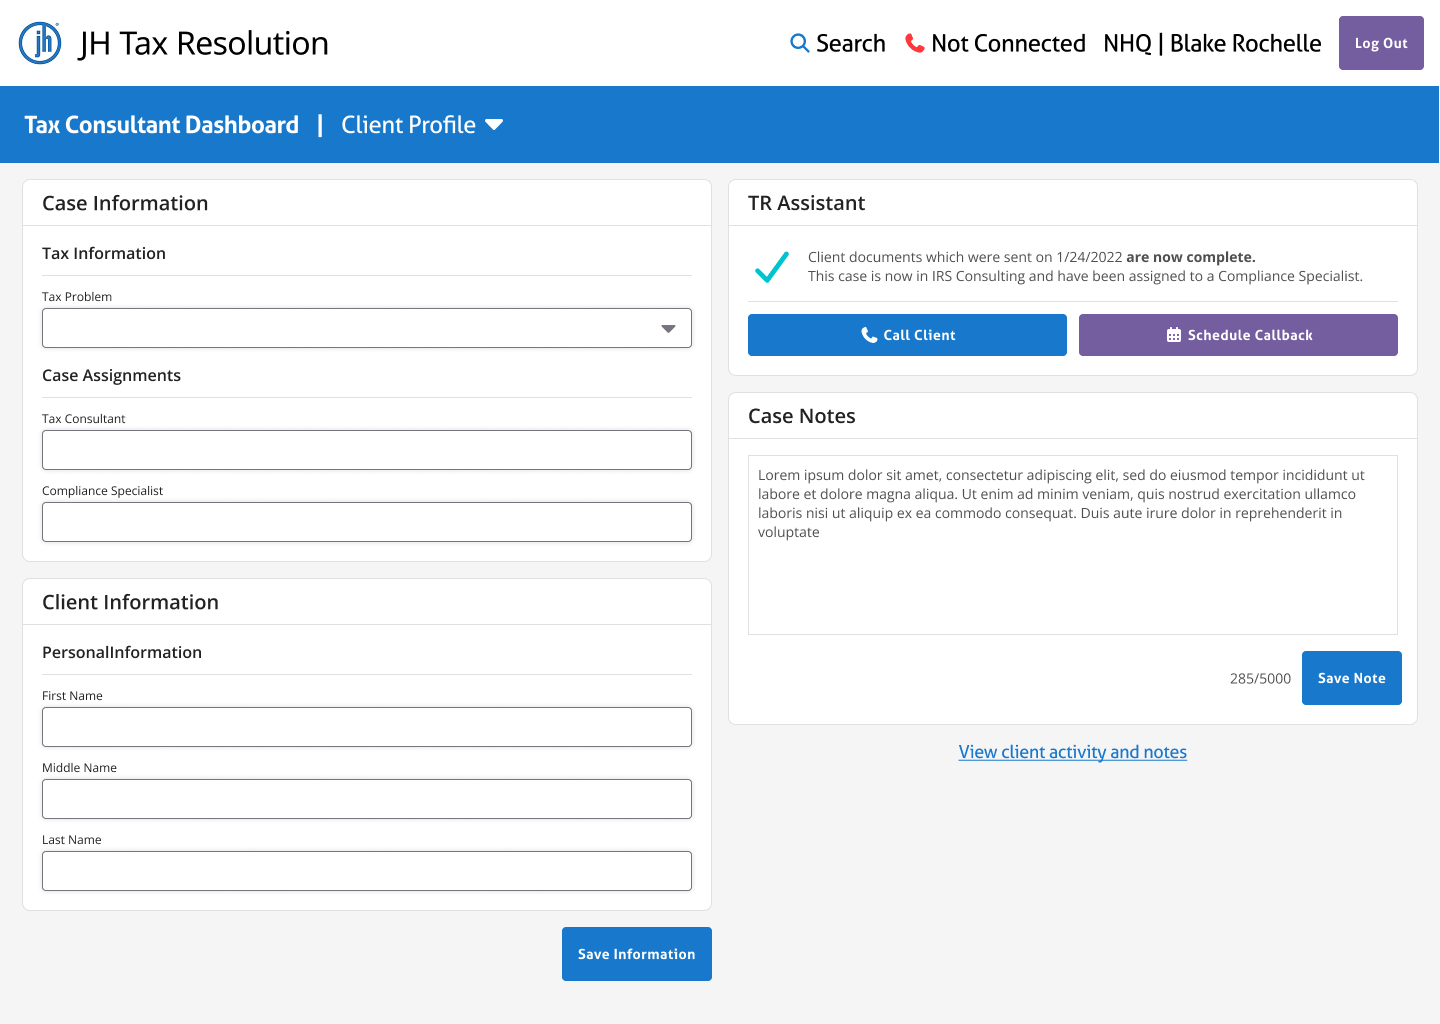 jh JH Tax Resolution
Search Not Connected NHQ | Blake Rochelle Log Out
Tax Consultant Dashboard | Client Profile
Case Information
Tax Information
Tax Problem
Case Assignments
Tax Consultant
Compliance Specialist
Client Information
PersonalInformation
First Name
Middle Name
Last Name
Save Information
TR Assistant
Client documents which were sent on 1/24/2022 are now complete.
This case is now in IRS Consulting and have been assigned to a Compliance Specialist.
Call Client
Schedule Callback
Case Notes
Lorem ipsum dolor sit amet, consectetur adipiscing elit, sed do eiusmod tempor incididunt ut
labore et dolore magna aliqua. Ut enim ad minim veniam, quis nostrud exercitation ullamco
laboris nisi ut aliquip ex ea commodo consequat. Duis aute irure dolor in reprehenderit in
voluptate
285/5000
Save Note
View client activity and notes